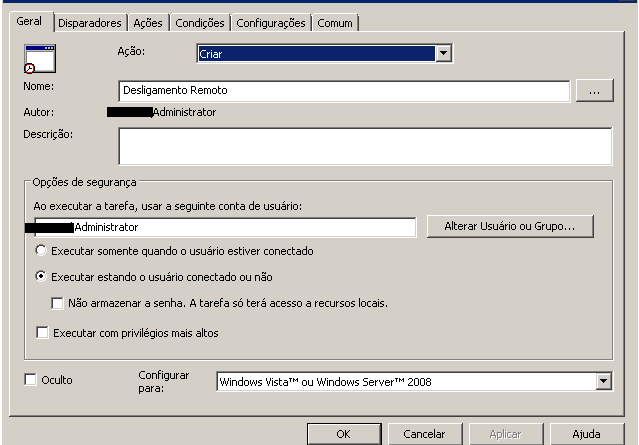 Geral Disparadores Ações Condições Configurações Comum
Ação: Criar
Nome: Desligamento Remoto ...
Autor: Administrator
Descrição:
Opções de segurança
Ao executar a tarefa, usar a seguinte conta de usuário:
Administrator Alterar Usuário ou Grupo...
Executar somente quando o usuário estiver conectado
Executar estando o usuário conectado ou não
Não armazenar a senha. A tarefa só terá acesso a recursos locais.
Executar com privilégios mais altos
Oculto Configurar
para: Windows Vista™ ou Windows Server™ 2008
OK Cancelar Aplicar Ajuda